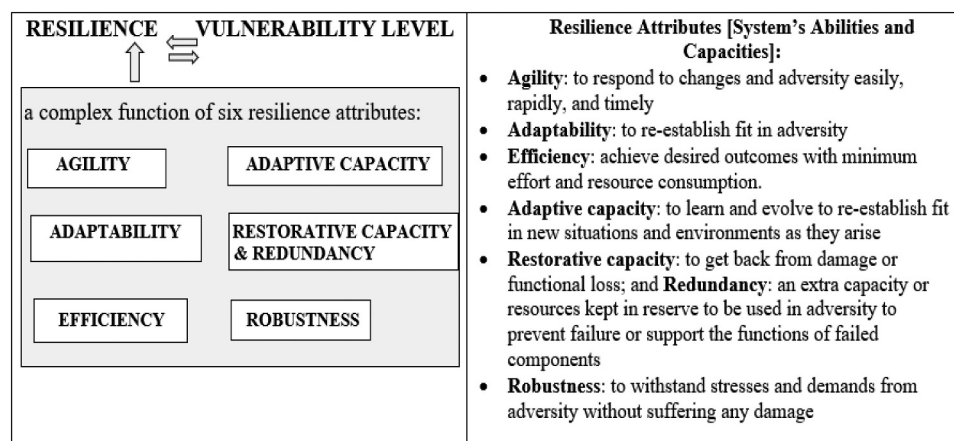 RESILIENCE
VULNERABILITY LEVEL
a complex function of six resilience attributes:
AGILITY
ADAPTIVE CAPACITY
ADAPTABILITY
RESTORATIVE CAPACITY
& REDUNDANCY
EFFICIENCY
ROBUSTNESS
Resilience Attributes [System’s Abilities and
Capacities]:
• Agility: to respond to changes and adversity easily,
rapidly, and timely
• Adaptability: to re-establish fit in adversity
• Efficiency: achieve desired outcomes with minimum
effort and resource consumption.
• Adaptive capacity: to learn and evolve to re-establish fit
in new situations and environments as they arise
• Restorative capacity: to get back from damage or
functional loss; and Redundancy: an extra capacity or
resources kept in reserve to be used in adversity to
prevent failure or support the functions of failed
components
• Robustness: to withstand stresses and demands from
adversity without suffering any damage